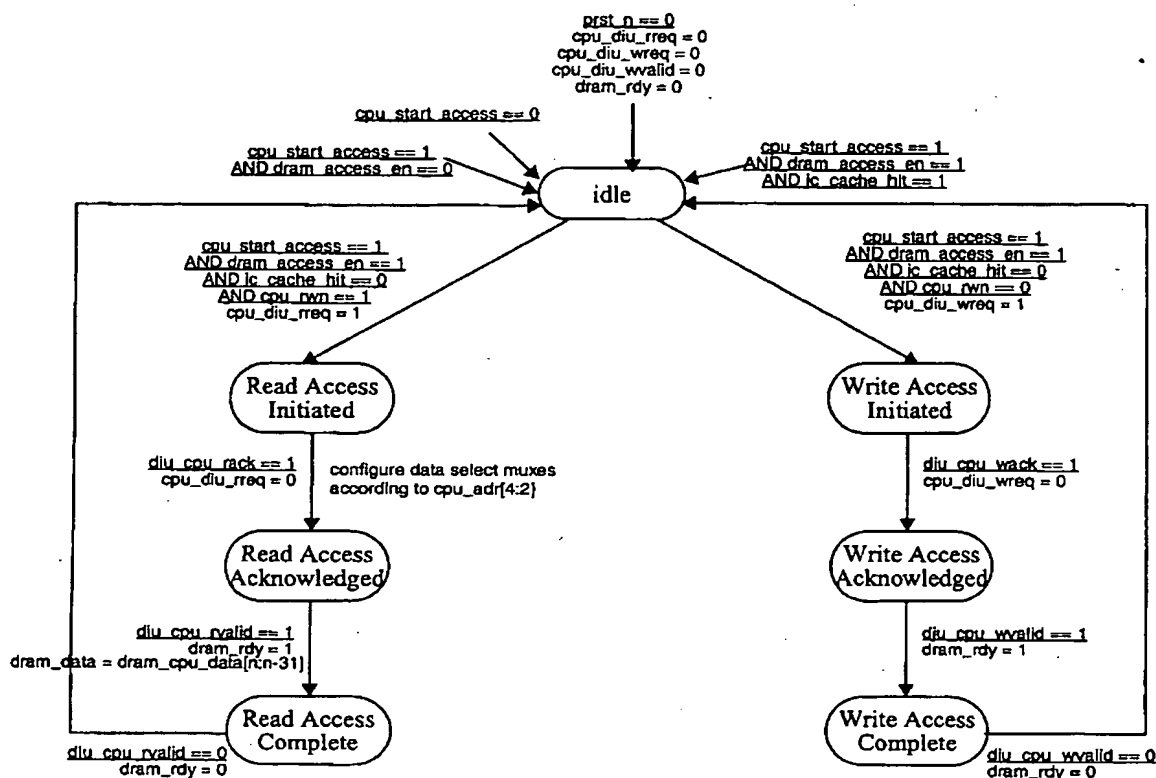 prst_n == 0
cpu_diu_rreq = 0
cpu_diu_wreq = 0
cpu_diu_wvalid = 0
dram_rdy = 0
cpu_start_access == 0
cpu_start_access == 1
AND dram_access_en == 0
cpu_start_access == 1
AND dram_access_en == 1
AND ic_cache_hit == 1
idle
cpu_start_access == 1
AND dram_access_en == 1
AND ic_cache_hit == 0
AND cpu_rwn == 1
cpu_diu_rreq = 1
cpu_start_access == 1
AND dram_access_en == 1
AND ic_cache_hit == 0
AND cpu_rwn == 0
cpu_diu_wreq = 1
Read Access
Initiated
Write Access
Initiated
diu_cpu_rack == 1
cpu_diu_rreq = 0
configure data select muxes
according to cpu_adr[4:2]
diu_cpu_wack == 1
cpu_diu_wreq = 0
Read Access
Acknowledged
Write Access
Acknowledged
diu_cpu_rvalid == 1
dram_rdy = 1
dram_data = dram_cpu_data[n:n-31]
diu_cpu_wvalid == 1
dram_rdy = 1
Read Access
Complete
Write Access
Complete
diu_cpu_rvalid == 0
dram_rdy = 0
diu_cpu_wvalid == 0
dram_rdy = 0